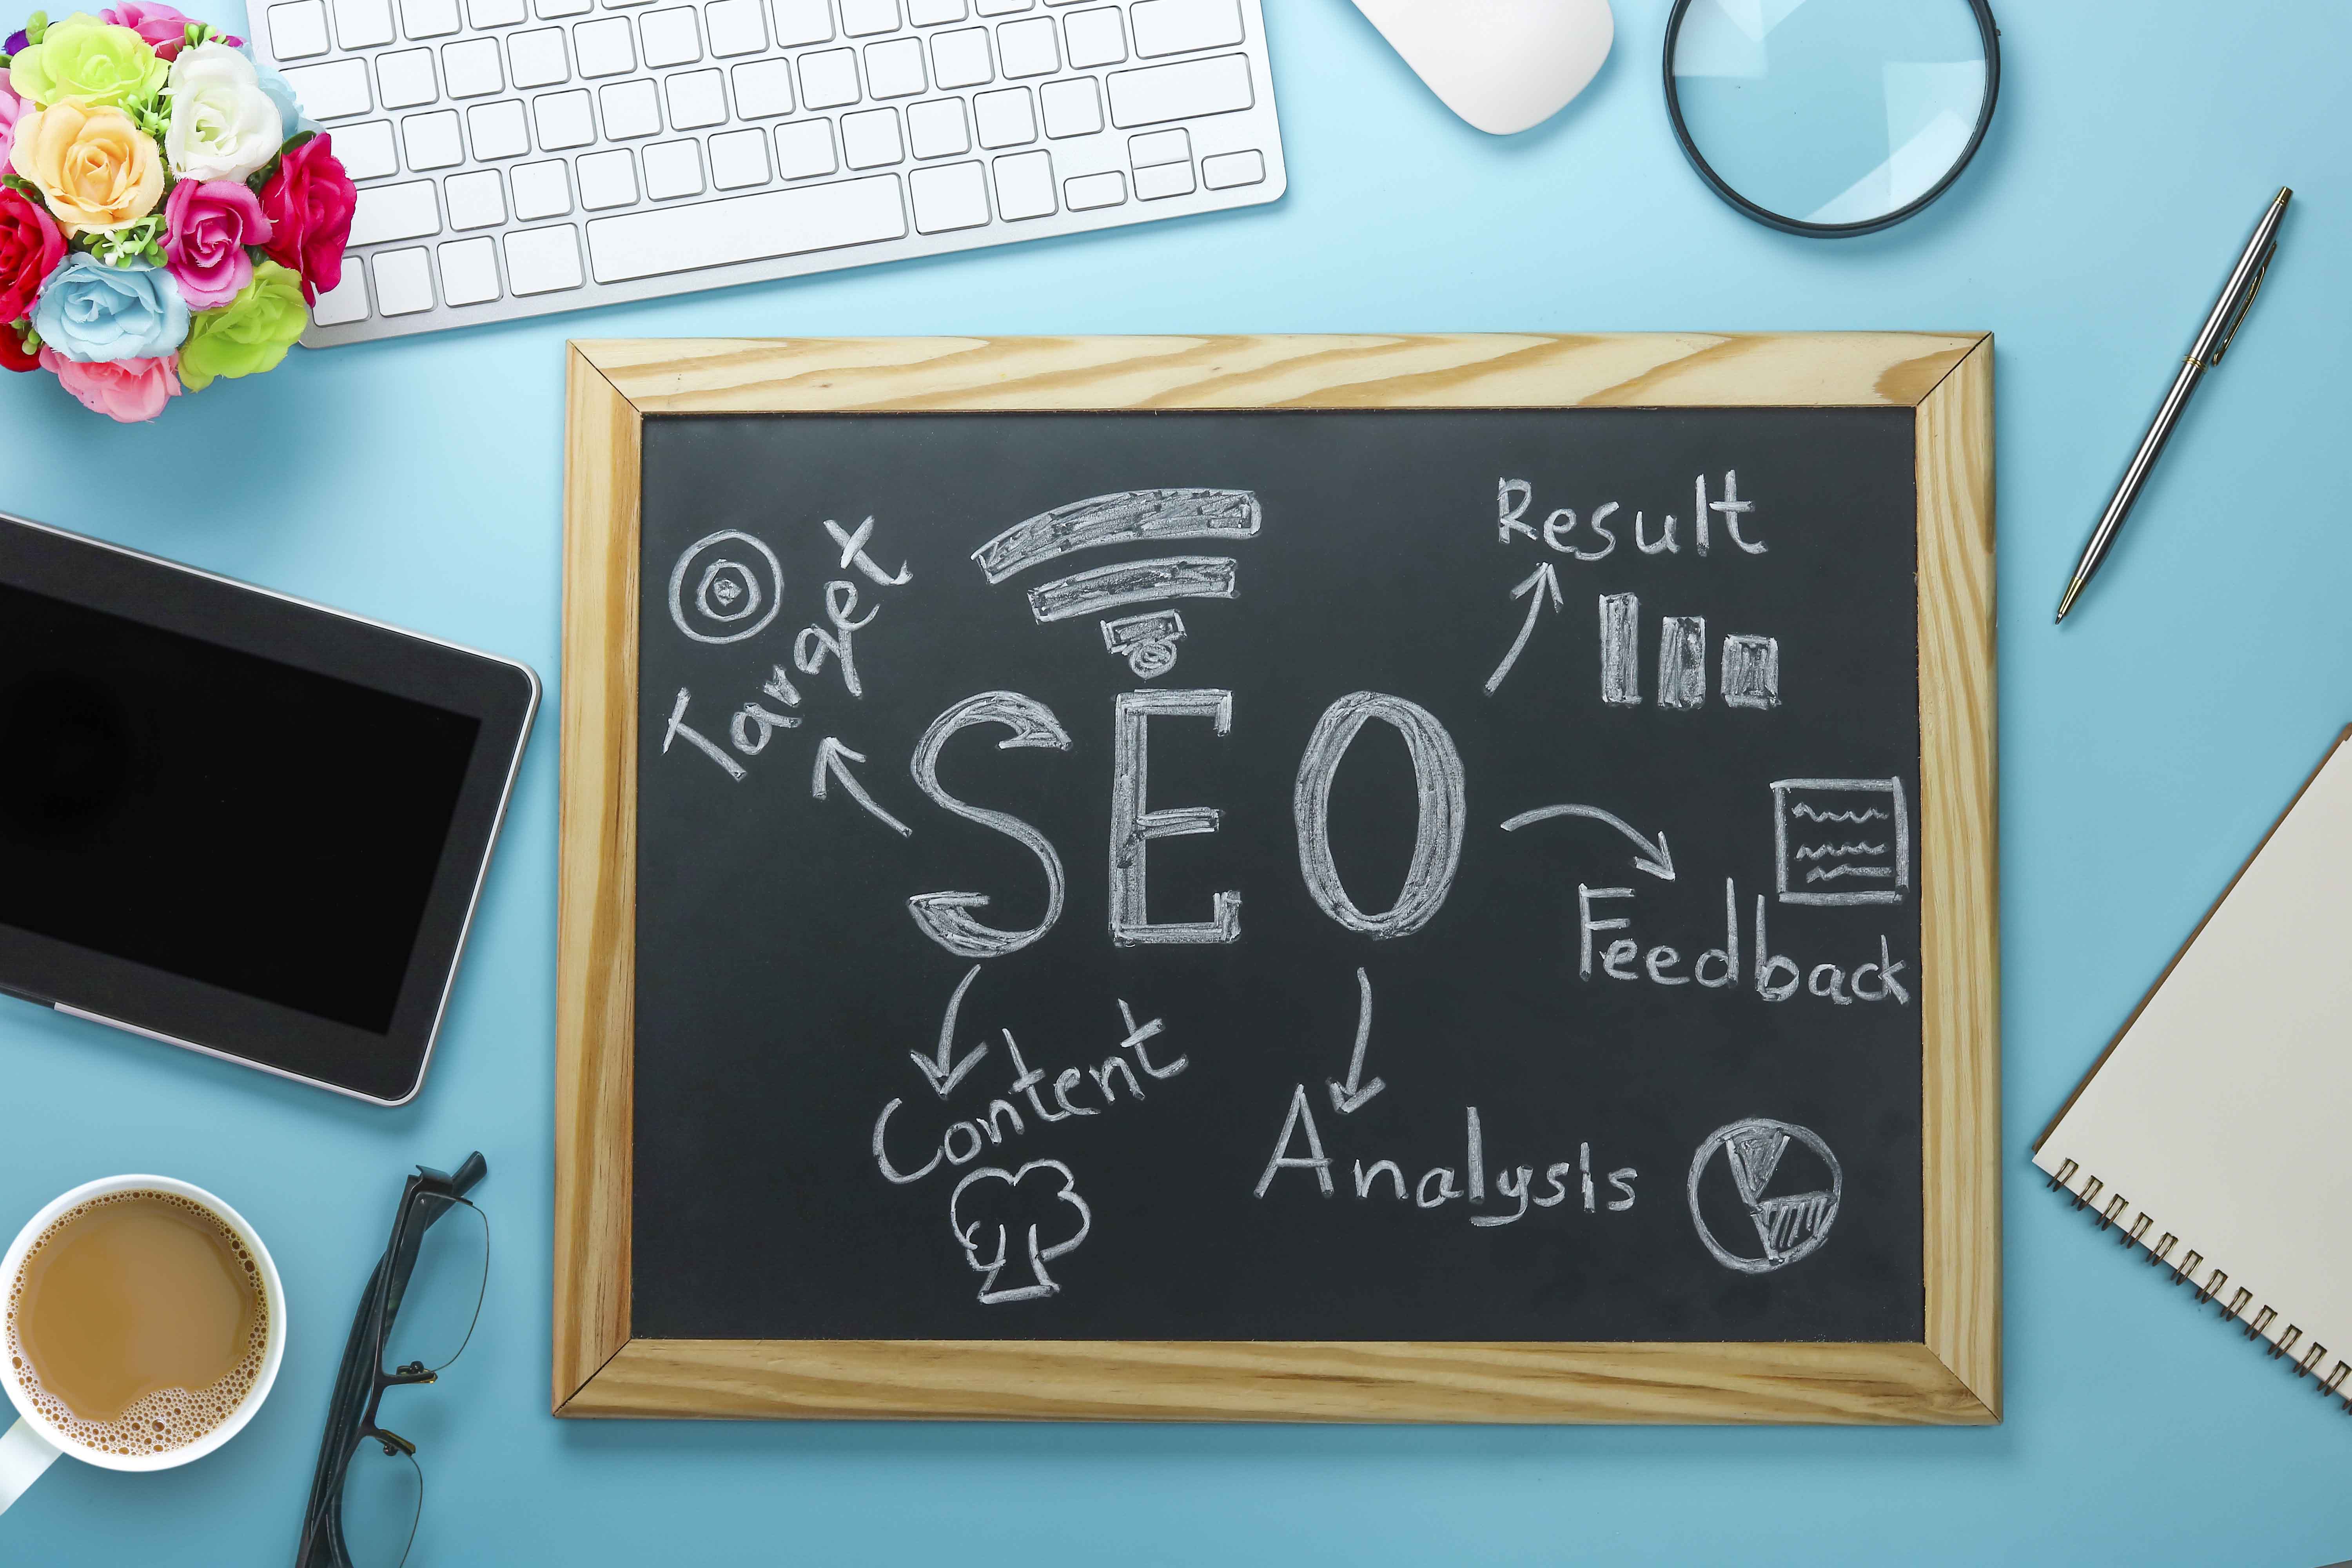 Target
Result
SEO
Feedback
Content
Analysis